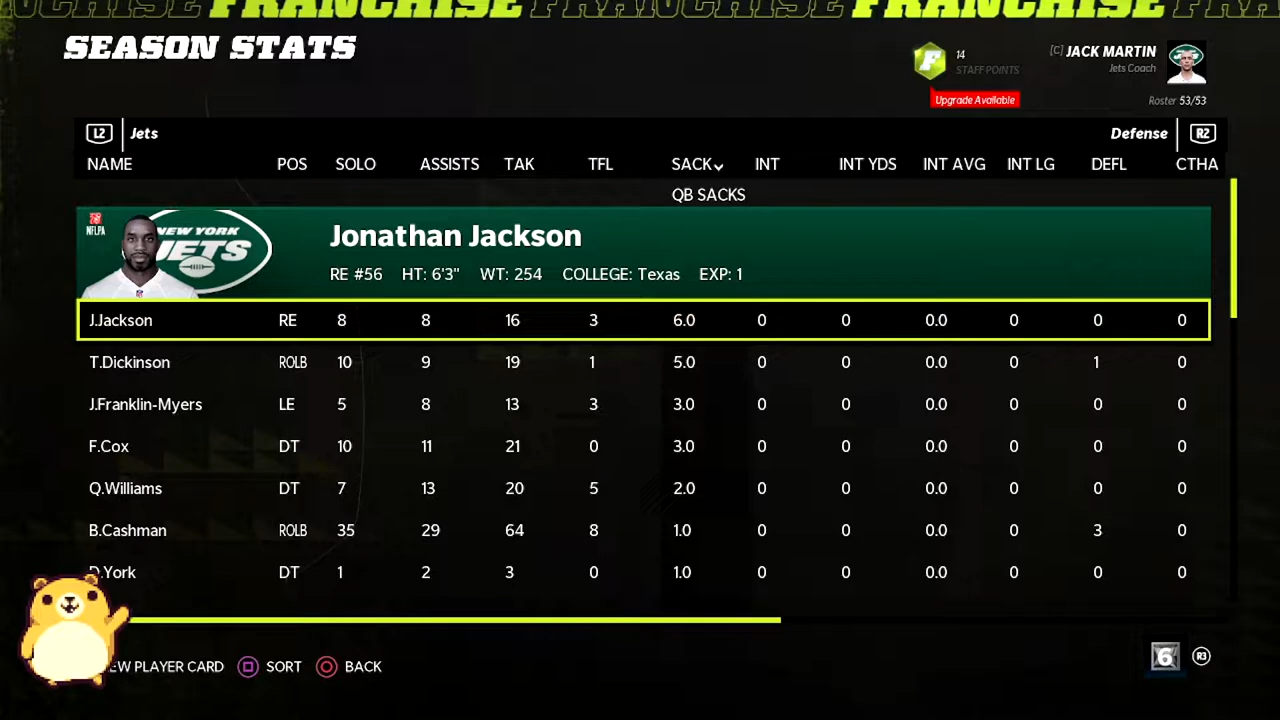 FRANCHISE FRANCHISE FRANCHISE FRANCHISE FRA
SEASON STATS
14
STAFF POINTS
Upgrade Available
[C] JACK MARTIN
Jets Coach
Roster 53/53
L2 Jets
Defense R2
NAME POS SOLO ASSISTS TAK TFL SACK INT INT YDS INT AVG INT LG DEFL CTHA
QB SACKS
NFLPA
NEW YORK
JETS
Jonathan Jackson
RE #56 HT: 6'3" WT: 254 COLLEGE: Texas EXP: 1
J.Jackson RE 8 8 16 3 6.0 0 0 0.0 0 0 0
T.Dickinson ROLB 10 9 19 1 5.0 0 0 0.0 0 1 0
J.Franklin-Myers LE 5 8 13 3 3.0 0 0 0.0 0 0 0
F.Cox DT 10 11 21 0 3.0 0 0 0.0 0 0 0
Q.Williams DT 7 13 20 5 2.0 0 0 0.0 0 0 0
B.Cashman ROLB 35 29 64 8 1.0 0 0 0.0 0 3 0
D.York DT 1 2 3 0 1.0 0 0 0.0 0 0 0
EW PLAYER CARD SORT BACK
6 R3